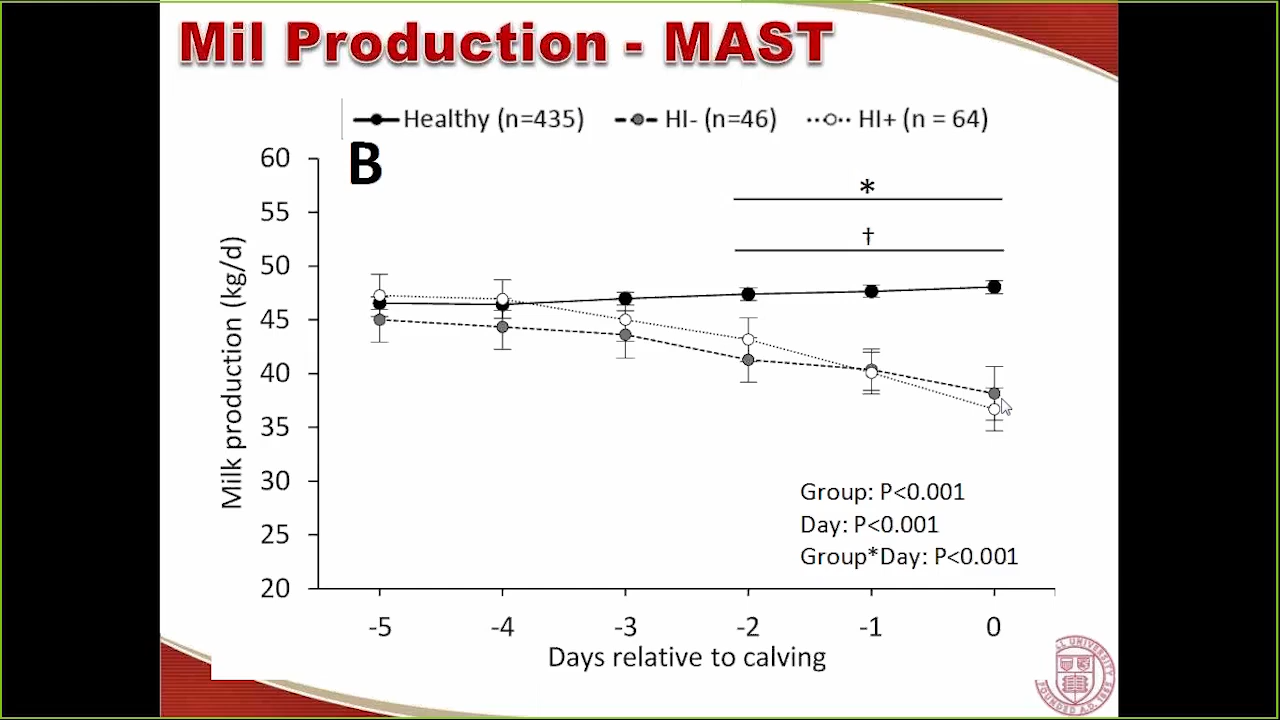 Mil Production - MAST
Healthy (n=435) HI- (n=46) HI+ (n = 64)
B
60
55
50
45
40
35
30
25
20
*
†
Milk production (kg/d)
Group: P<0.001
Day: P<0.001
Group*Day: P<0.001
-5 -4 -3 -2 -1 0
Days relative to calving
FOUNDED A.D. 1865